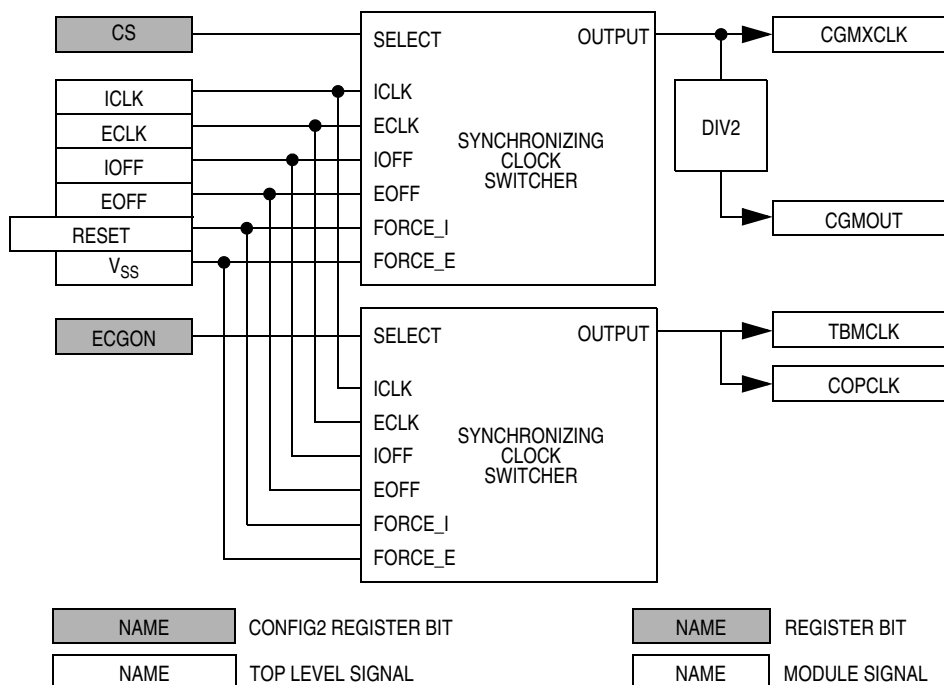 CS
SELECT
OUTPUT
CGMXCLK
ICLK
ECLK
IOFF
EOFF
RESET
VSS
ICLK
ECLK
IOFF
EOFF
FORCE_I
FORCE_E
SYNCHRONIZING
CLOCK
SWITCHER
DIV2
CGMOUT
ECGON
SELECT
OUTPUT
TBMCLK
COPCLK
ICLK
ECLK
IOFF
EOFF
FORCE_I
FORCE_E
SYNCHRONIZING
CLOCK
SWITCHER
NAME CONFIG2 REGISTER BIT
NAME REGISTER BIT
NAME TOP LEVEL SIGNAL
NAME MODULE SIGNAL